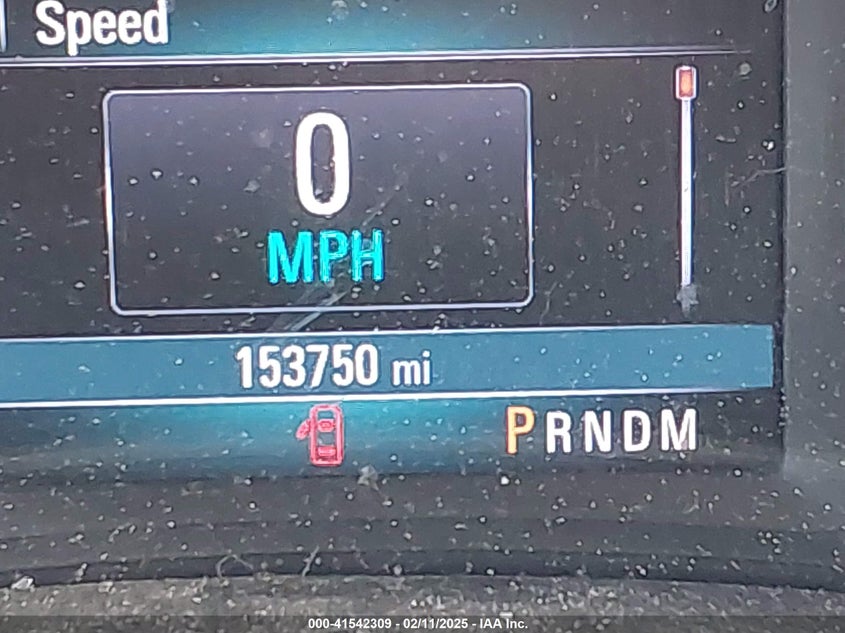 Speed
0
MPH
153750 mi
PRNDM
000-41542309 - 02/11/2025 - IAA Inc.